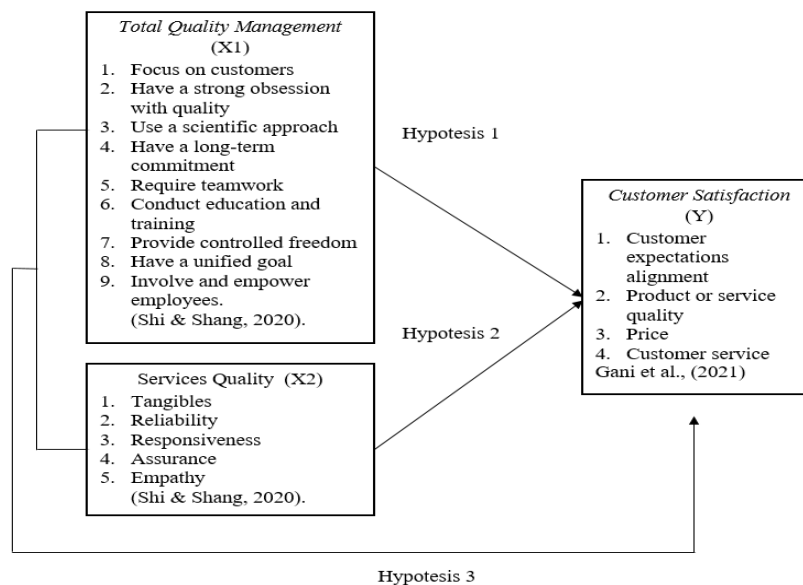 Total Quality Management
(X1)
1. Focus on customers
2. Have a strong obsession
with quality
3. Use a scientific approach
4. Have a long-term
commitment
5. Require teamwork
6. Conduct education and
training
7. Provide controlled freedom
8. Have a unified goal
9. Involve and empower
employees.
(Shi & Shang, 2020).
Hypotesis 1
Customer Satisfaction
(Y)
1. Customer
expectations
alignment
2. Product or service
quality
3. Price
4. Customer service
Gani et al., (2021)
Hypotesis 2
Services Quality (X2)
1. Tangibles
2. Reliability
3. Responsiveness
4. Assurance
5. Empathy
(Shi & Shang, 2020).
Hypotesis 3